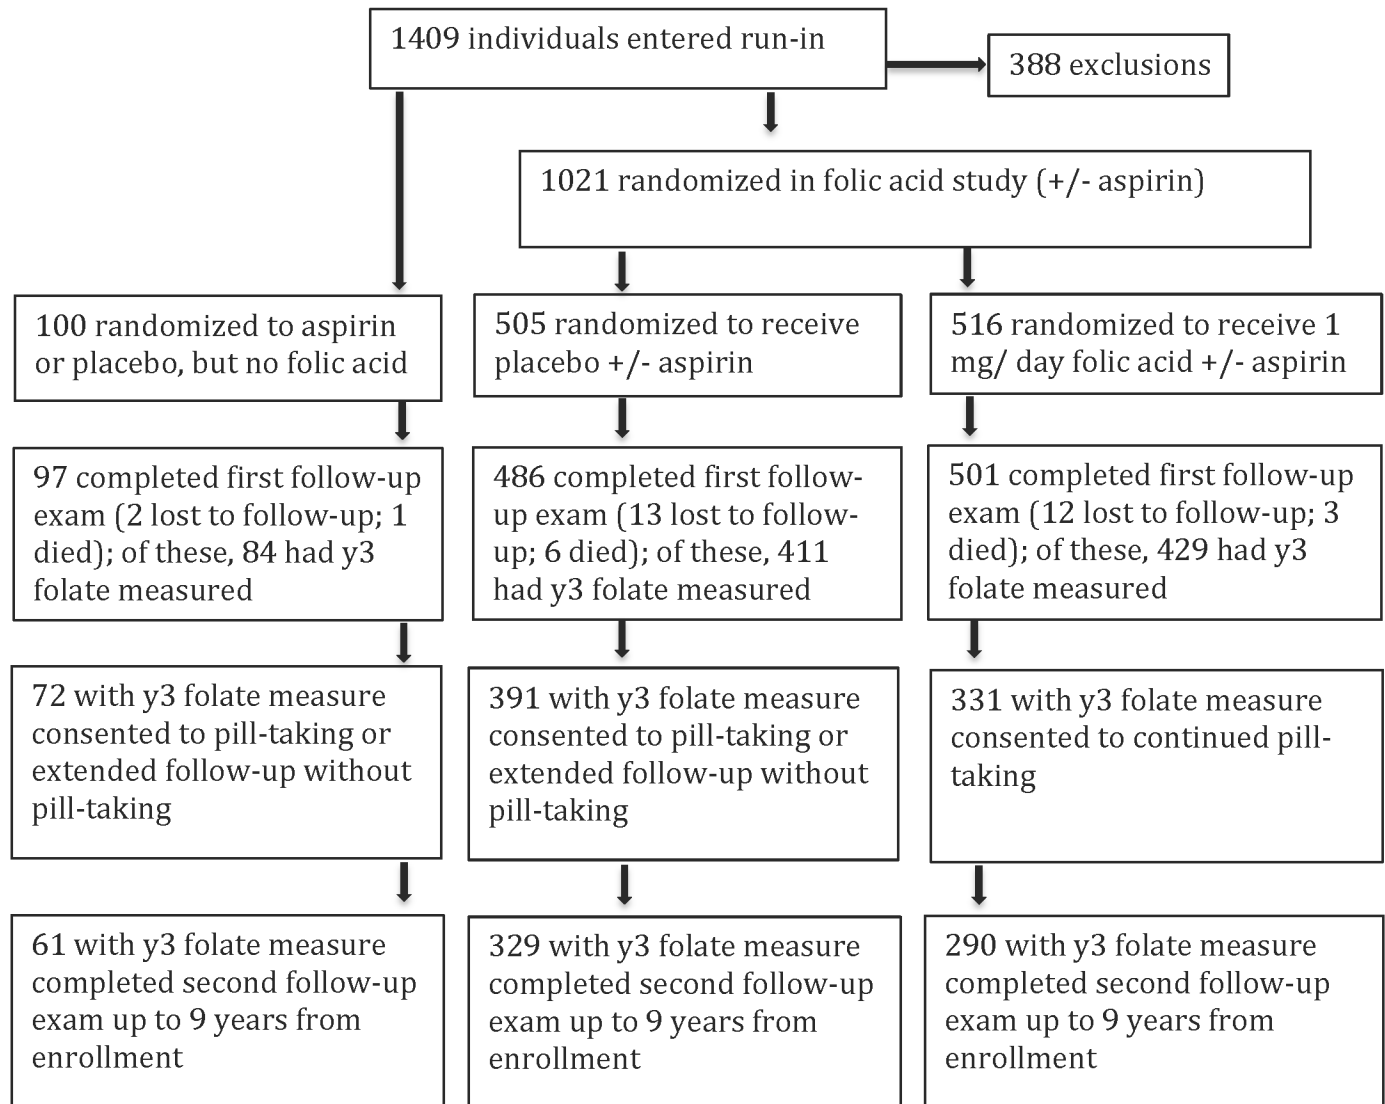 1409 individuals entered run-in
388 exclusions
1021 randomized in folic acid study (+/- aspirin)
100 randomized to aspirin
or placebo, but no folic acid
505 randomized to receive
placebo +/- aspirin
516 randomized to receive 1
mg/ day folic acid +/- aspirin
97 completed first follow-up
exam (2 lost to follow-up; 1
died); of these, 84 had y3
folate measured
486 completed first follow-
up exam (13 lost to follow-
up; 6 died); of these, 411
had y3 folate measured
501 completed first follow-up
exam (12 lost to follow-up; 3
died); of these, 429 had y3
folate measured
72 with y3 folate measure
consented to pill-taking or
extended follow-up without
pill-taking
391 with y3 folate measure
consented to pill-taking or
extended follow-up without
pill-taking
331 with y3 folate measure
consented to continued pill-
taking
61 with y3 folate measure
completed second follow-up
exam up to 9 years from
enrollment
329 with y3 folate measure
completed second follow-up
exam up to 9 years from
enrollment
290 with y3 folate measure
completed second follow-up
exam up to 9 years from
enrollment